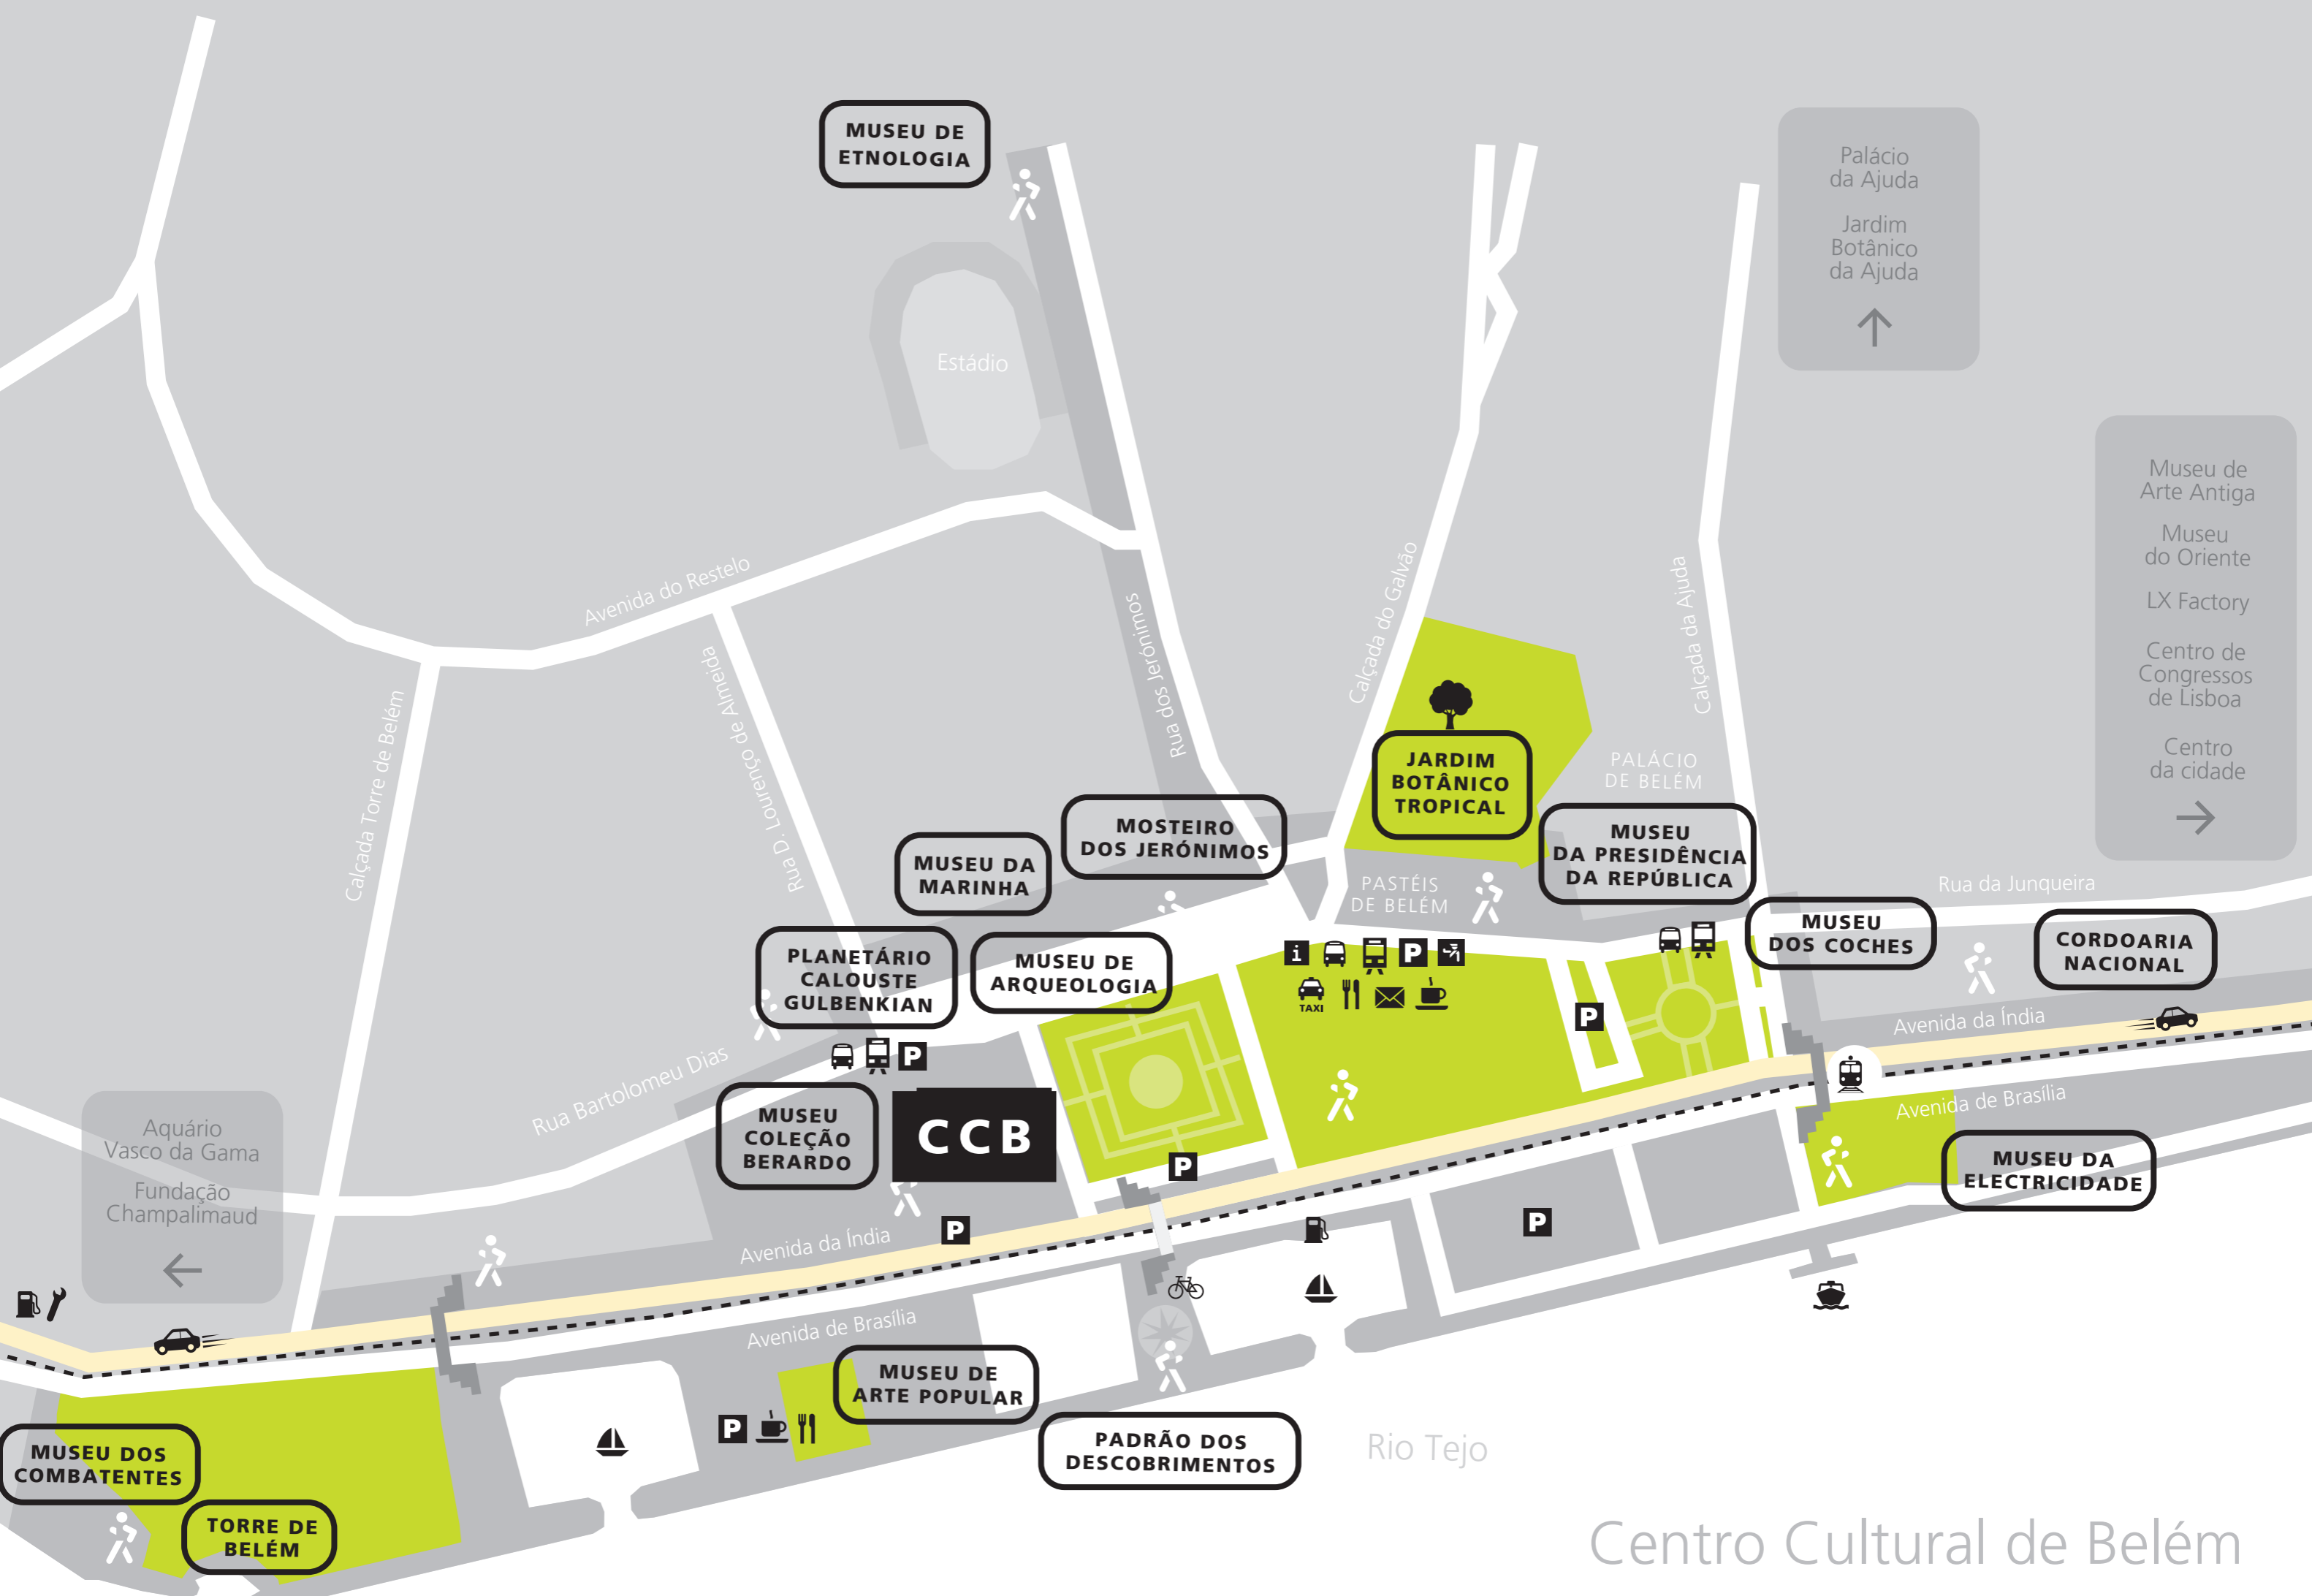 MUSEU DE
ETNOLOGIA
Palácio
da Ajuda
Jardim
Botânico
da Ajuda
Estádio
Museu de
Arte Antiga
Museu
do Oriente
LX Factory
Centro de
Congressos
de Lisboa
Centro
da cidade
Avenida do Restelo
Calçada Torre de Belém
Rua D. Lourenço de Almeida
Rua dos Jerónimos
Calçada do Galvão
Calçada da Ajuda
JARDIM
BOTÂNICO
TROPICAL
PALÁCIO
DE BELÉM
MOSTEIRO
DOS JERÓNIMOS
MUSEU DA
MARINHA
MUSEU
DA PRESIDÊNCIA
DA REPÚBLICA
PASTÉIS
DE BELÉM
Rua da Junqueira
MUSEU
DOS COCHES
CORDOARIA
NACIONAL
PLANETÁRIO
CALOUSTE
GULBENKIAN
MUSEU DE
ARQUEOLOGIA
i
P
TAXI
P
Avenida da Índia
Rua Bartolomeu Dias
P
MUSEU
COLEÇÃO
BERARDO
CCB
Avenida de Brasília
Aquário
Vasco da Gama
Fundação
Champalimaud
P
MUSEU DA
ELECTRICIDADE
Avenida da Índia
P
P
Avenida de Brasília
MUSEU DE
ARTE POPULAR
P
PADRÃO DOS
DESCOBRIMENTOS
Rio Tejo
MUSEU DOS
COMBATENTES
TORRE DE
BELÉM
Centro Cultural de Belém